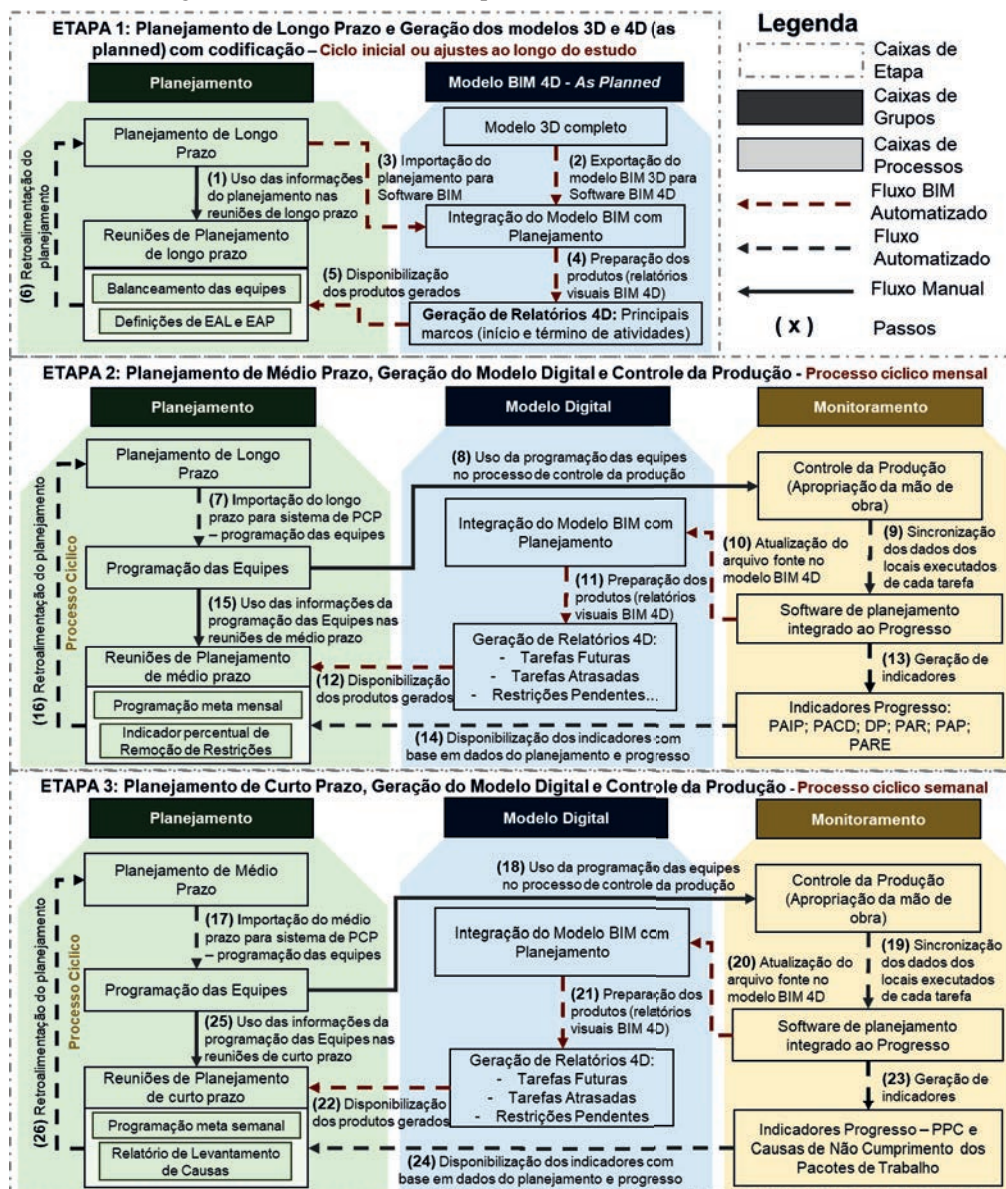 ETAPA 1: Planejamento de Longo Prazo e Geração dos modelos 3D e 4D (as
planned) com codificação – Ciclo inicial ou ajustes ao longo do estudo
Planejamento
Planejamento de Longo
Prazo
(1) Uso das informações
do planejamento nas
reuniões de longo prazo
Reuniões de Planejamento
de longo prazo
Balanceamento das equipes
Definições de EAL e EAP
(6) Retroalimentação do
planejamento
Modelo BIM 4D - As Planned
Modelo 3D completo
(3) Importação do
planejamento para
Software BIM
(2) Exportação do
modelo BIM 3D para
Software BIM 4D
Integração do Modelo BIM com
Planejamento
(4) Preparação dos
produtos (relatórios
visuais BIM 4D)
(5) Disponibilização
dos produtos gerados
Geração de Relatórios 4D: Principais
marcos (início e término de atividades)
Legenda
Caixas de
Etapa
Caixas de
Grupos
Caixas de
Processos
Fluxo BIM
Automatizado
Fluxo
Automatizado
Fluxo Manual
( x ) Passos
ETAPA 2: Planejamento de Médio Prazo, Geração do Modelo Digital e Controle da Produção - Processo cíclico mensal
Planejamento
Planejamento de Longo
Prazo
(7) Importação do longo
prazo para sistema de PCP
– programação das equipes
Programação das Equipes
(15) Uso das informações da
programação das Equipes nas
reuniões de médio prazo
Reuniões de Planejamento
de médio prazo
Programação meta mensal
Indicador percentual de
Remoção de Restrições
(16) Retroalimentação do planejamento
Processo Cíclico
Modelo Digital
(8) Uso da programação das equipes
no processo de controle da produção
Integração do Modelo BIM com
Planejamento
(11) Preparação dos
produtos (relatórios
visuais BIM 4D)
Geração de Relatórios 4D:
- Tarefas Futuras
- Tarefas Atrasadas
- Restrições Pendentes...
(12) Disponibilização
dos produtos gerados
(14) Disponibilização dos indicadores com
base em dados do planejamento e progresso
Monitoramento
Controle da Produção
(Apropriação da mão de
obra)
(9) Sincronização
dos dados dos
locais executados
de cada tarefa
(10) Atualização do
arquivo fonte no
modelo BIM 4D
Software de planejamento
integrado ao Progresso
(13) Geração de
indicadores
Indicadores Progresso:
PAIP; PACD; DP; PAR; PAP;
PARE
ETAPA 3: Planejamento de Curto Prazo, Geração do Modelo Digital e Controle da Produção - Processo cíclico semanal
Planejamento
Planejamento de Médio
Prazo
(17) Importação do médio
prazo para sistema de PCP
– programação das equipes
Programação das Equipes
(25) Uso das informações da
programação das Equipes nas
reuniões de curto prazo
Reuniões de Planejamento
de curto prazo
Programação meta semanal
Relatório de Levantamento
de Causas
(26) Retroalimentação do planejamento
Processo Cíclico
Modelo Digital
(18) Uso da programação das equipes
no processo de controle da produção
Integração do Modelo BIM com
Planejamento
(21) Preparação dos
produtos (relatórios
visuais BIM 4D)
Geração de Relatórios 4D:
- Tarefas Futuras
- Tarefas Atrasadas
- Restrições Pendentes
(22) Disponibilização
dos produtos gerados
(24) Disponibilização dos indicadores com
base em dados do planejamento e progresso
Monitoramento
Controle da Produção
(Apropriação da mão de
obra)
(19) Sincronização
dos dados dos
locais executados
de cada tarefa
(20) Atualização do
arquivo fonte no
modelo BIM 4D
Software de planejamento
integrado ao Progresso
(23) Geração de
indicadores
Indicadores Progresso – PPC e
Causas de Não Cumprimento dos
Pacotes de Trabalho